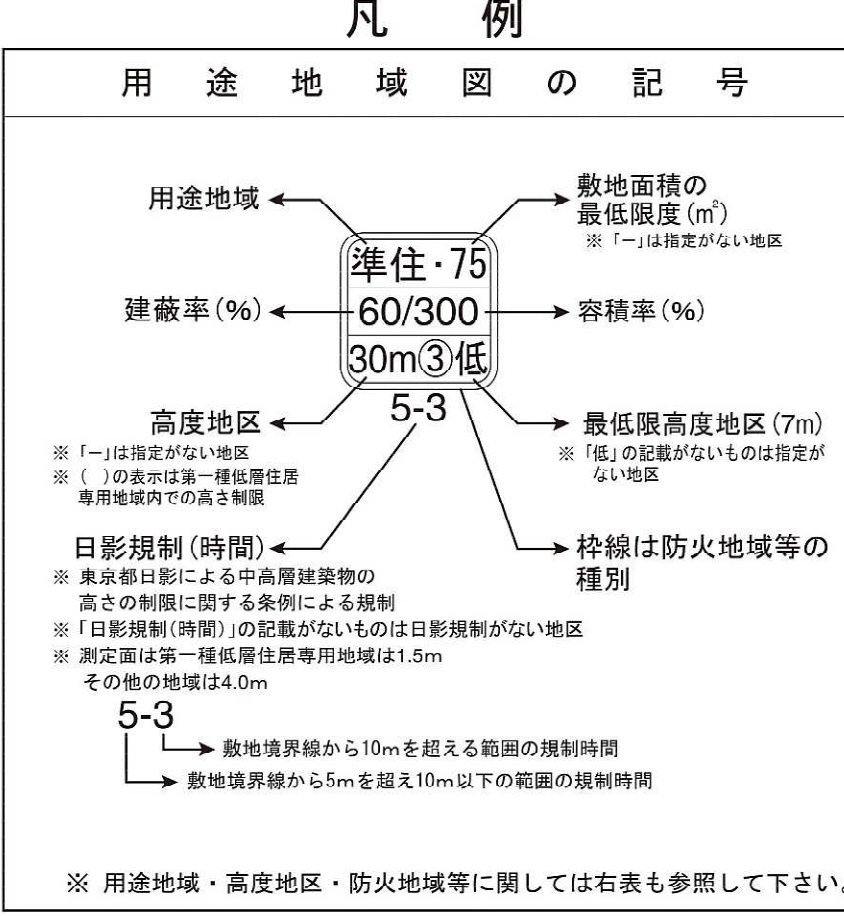 凡 例
用途地域図の記号
用途地域
敷地面積の
最低限度(㎡)
※「-」は指定がない地区
準住・75
建蔽率(%)
60/300
容積率(%)
30m③低
5-3
高度地区
※「-」は指定がない地区
※( )の表示は第一種低層住居
専用地域内での高さ制限
最低限高度地区(7m)
※「低」の記載がないものは指定が
ない地区
日影規制(時間)
※ 東京都日影による中高層建築物の
高さの制限に関する条例による規制
※「日影規制(時間)」の記載がないものは日影規制がない地区
※ 測定面は第一種低層住居専用地域は1.5m
その他の地域は4.0m
枠線は防火地域等の
種別
5-3
敷地境界線から10mを超える範囲の規制時間
敷地境界線から5mを超え10m以下の範囲の規制時間
※ 用途地域・高度地区・防火地域等に関しては右表も参照して下さい。